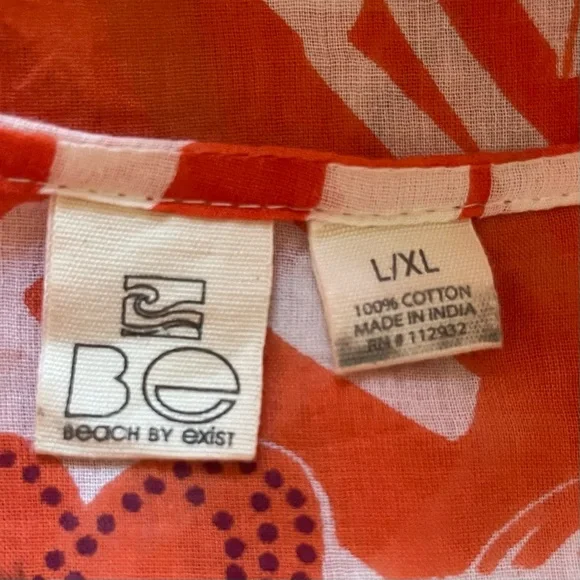 Be
Beach by exist
L/XL
100% COTTON
MADE IN INDIA
RN # 112932